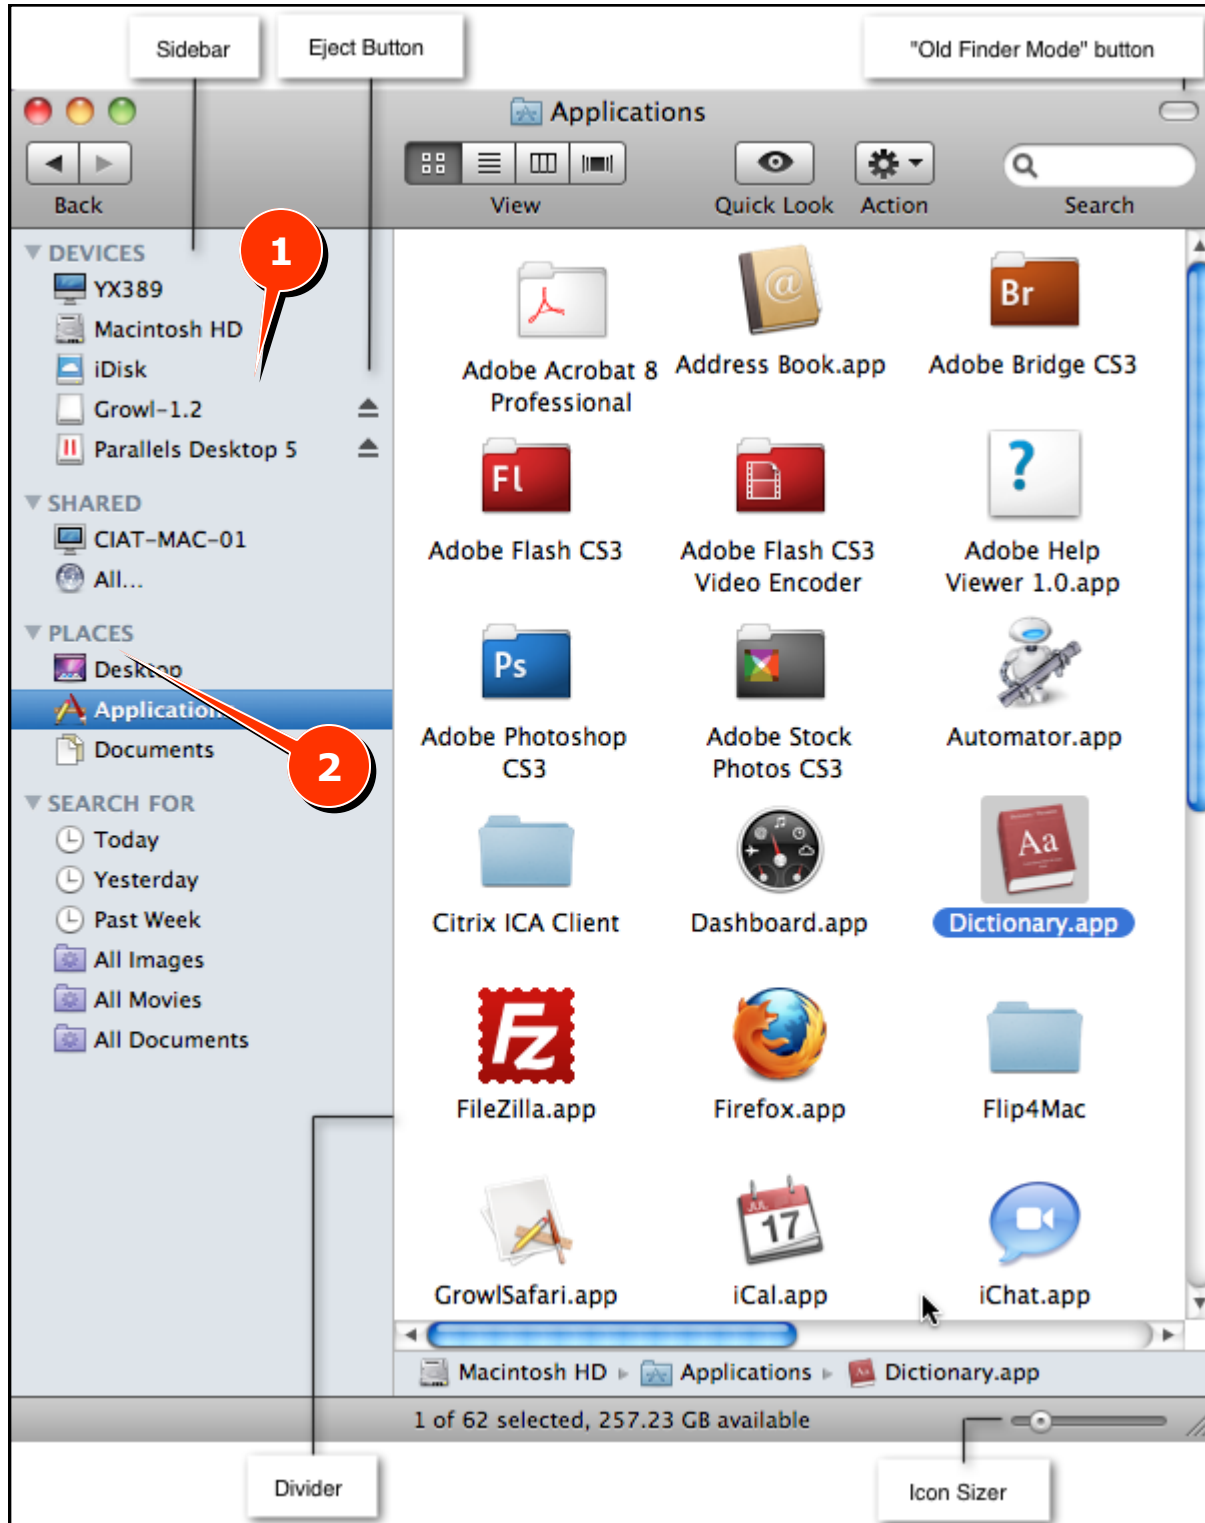 Sidebar
Eject Button
"Old Finder Mode" button
Applications
Back
View
Quick Look
Action
Search
DEVICES
YX389
Macintosh HD
iDisk
Growl-1.2
Parallels Desktop 5
SHARED
CIAT-MAC-01
All...
PLACES
Desktop
Application
Documents
SEARCH FOR
Today
Yesterday
Past Week
All Images
All Movies
All Documents
1
2
Adobe Acrobat 8
Professional
Address Book.app
Br
Adobe Bridge CS3
FL
Adobe Flash CS3
Adobe Flash CS3
Video Encoder
?
Adobe Help
Viewer 1.0.app
Ps
Adobe Photoshop
CS3
Adobe Stock
Photos CS3
Automator.app
Citrix ICA Client
Dashboard.app
Aa
Dictionary.app
Fz
FileZilla.app
Firefox.app
Flip4Mac
GrowlSafari.app
JUL
17
iCal.app
iChat.app
Macintosh HD
Applications
Dictionary.app
1 of 62 selected, 257.23 GB available
Divider
Icon Sizer